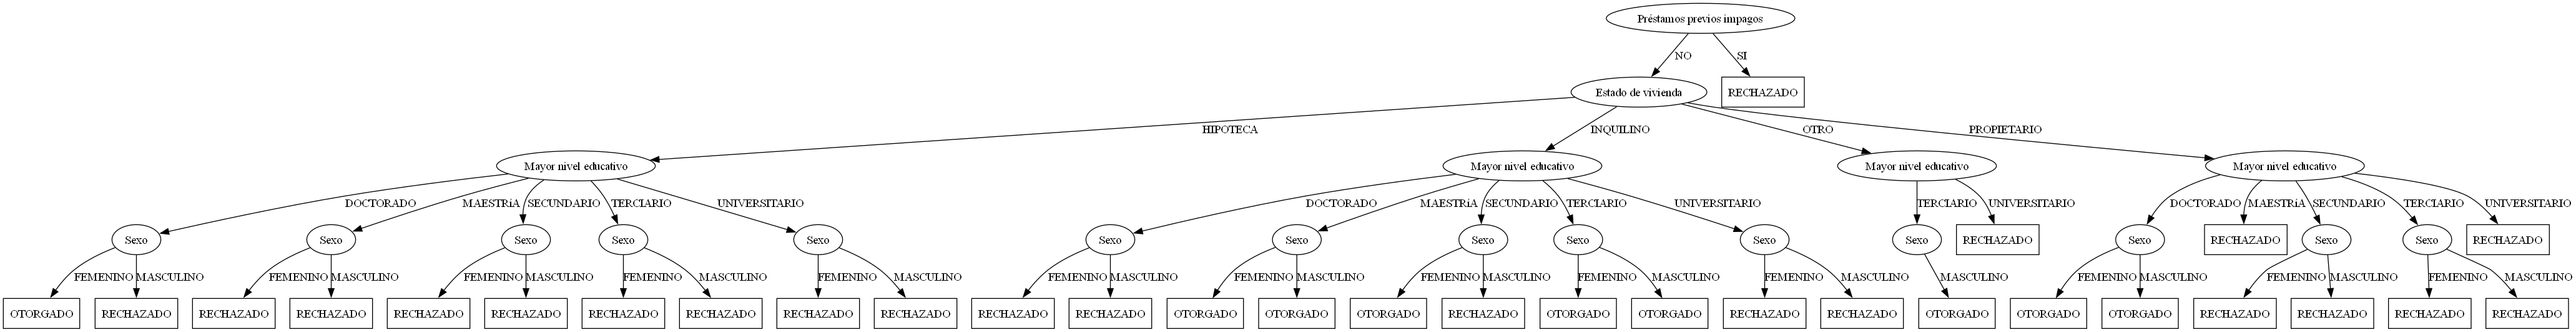 Préstamos previos impagos
NO
SI
Estado de vivienda
RECHAZADO
HIPOTECA
INQUILINO
OTRO
PROPIETARIO
Mayor nivel educativo
Mayor nivel educativo
Mayor nivel educativo
Mayor nivel educativo
DOCTORADO
MAESTRíA
SECUNDARIO
TERCIARIO
UNIVERSITARIO
DOCTORADO
MAESTRíA
SECUNDARIO
TERCIARIO
UNIVERSITARIO
TERCIARIO
UNIVERSITARIO
DOCTORADO
MAESTRíA
SECUNDARIO
TERCIARIO
UNIVERSITARIO
Sexo
Sexo
Sexo
Sexo
Sexo
Sexo
Sexo
Sexo
Sexo
Sexo
Sexo
RECHAZADO
Sexo
RECHAZADO
Sexo
Sexo
RECHAZADO
FEMENINO
MASCULINO
FEMENINO
MASCULINO
FEMENINO
MASCULINO
FEMENINO
MASCULINO
FEMENINO
MASCULINO
FEMENINO
MASCULINO
FEMENINO
MASCULINO
FEMENINO
MASCULINO
FEMENINO
MASCULINO
FEMENINO
MASCULINO
MASCULINO
FEMENINO
MASCULINO
FEMENINO
MASCULINO
FEMENINO
MASCULINO
OTORGADO
RECHAZADO
RECHAZADO
RECHAZADO
RECHAZADO
RECHAZADO
RECHAZADO
RECHAZADO
RECHAZADO
RECHAZADO
RECHAZADO
RECHAZADO
OTORGADO
OTORGADO
OTORGADO
RECHAZADO
OTORGADO
OTORGADO
RECHAZADO
RECHAZADO
OTORGADO
OTORGADO
OTORGADO
RECHAZADO
RECHAZADO
RECHAZADO
RECHAZADO